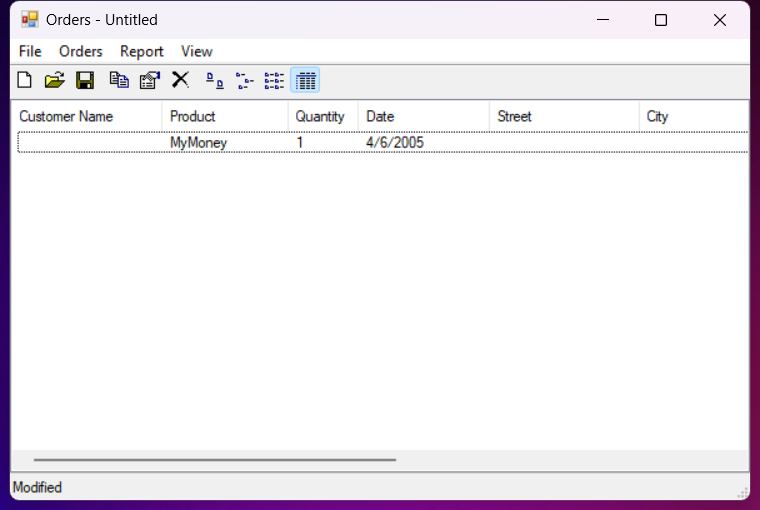 Orders - Untitled
File Orders Report View
Customer Name Product Quantity Date Street City
MyMoney 1 4/6/2005
Modified